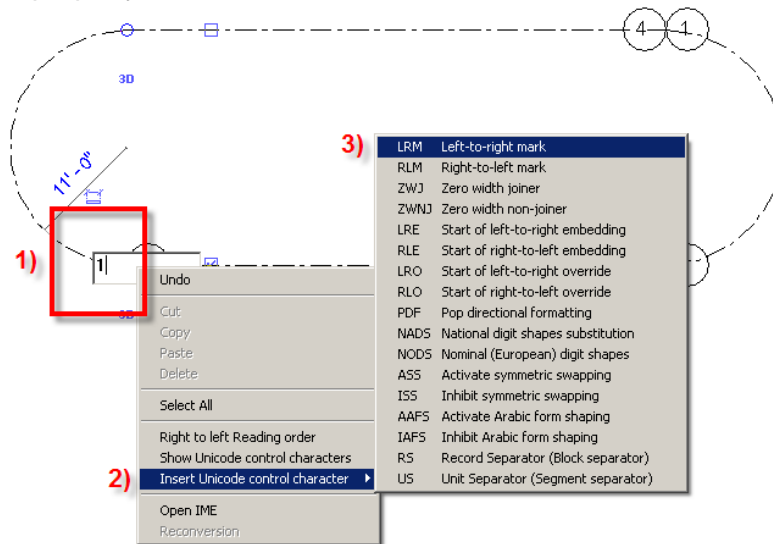 4 1
3D
11'-0"
1)
1
3D
2)
Undo
Cut
Copy
Paste
Delete
Select All
Right to left Reading order
Show Unicode control characters
Insert Unicode control character
Open IME
Reconversion
3)
LRM Left-to-right mark
RLM Right-to-left mark
ZWJ Zero width joiner
ZWNJ Zero width non-joiner
LRE Start of left-to-right embedding
RLE Start of right-to-left embedding
LRO Start of left-to-right override
RLO Start of right-to-left override
PDF Pop directional formatting
NADS National digit shapes substitution
NODS Nominal (European) digit shapes
ASS Activate symmetric swapping
ISS Inhibit symmetric swapping
AAFS Activate Arabic form shaping
IAFS Inhibit Arabic form shaping
RS Record Separator (Block separator)
US Unit Separator (Segment separator)